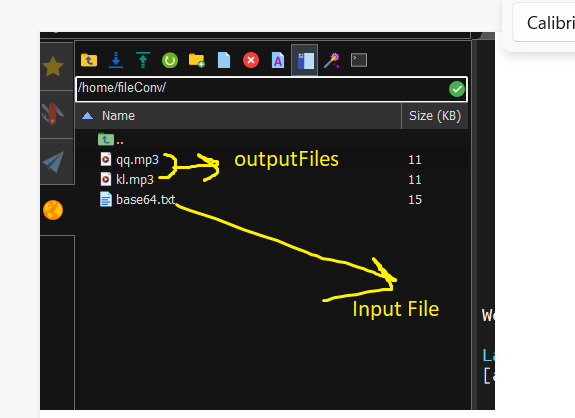 Calibri
/home/fileConv/
Name Size (KB)
..
qq.mp3 11
outputFiles
kl.mp3 11
base64.txt 15
Input File
We
La
[a